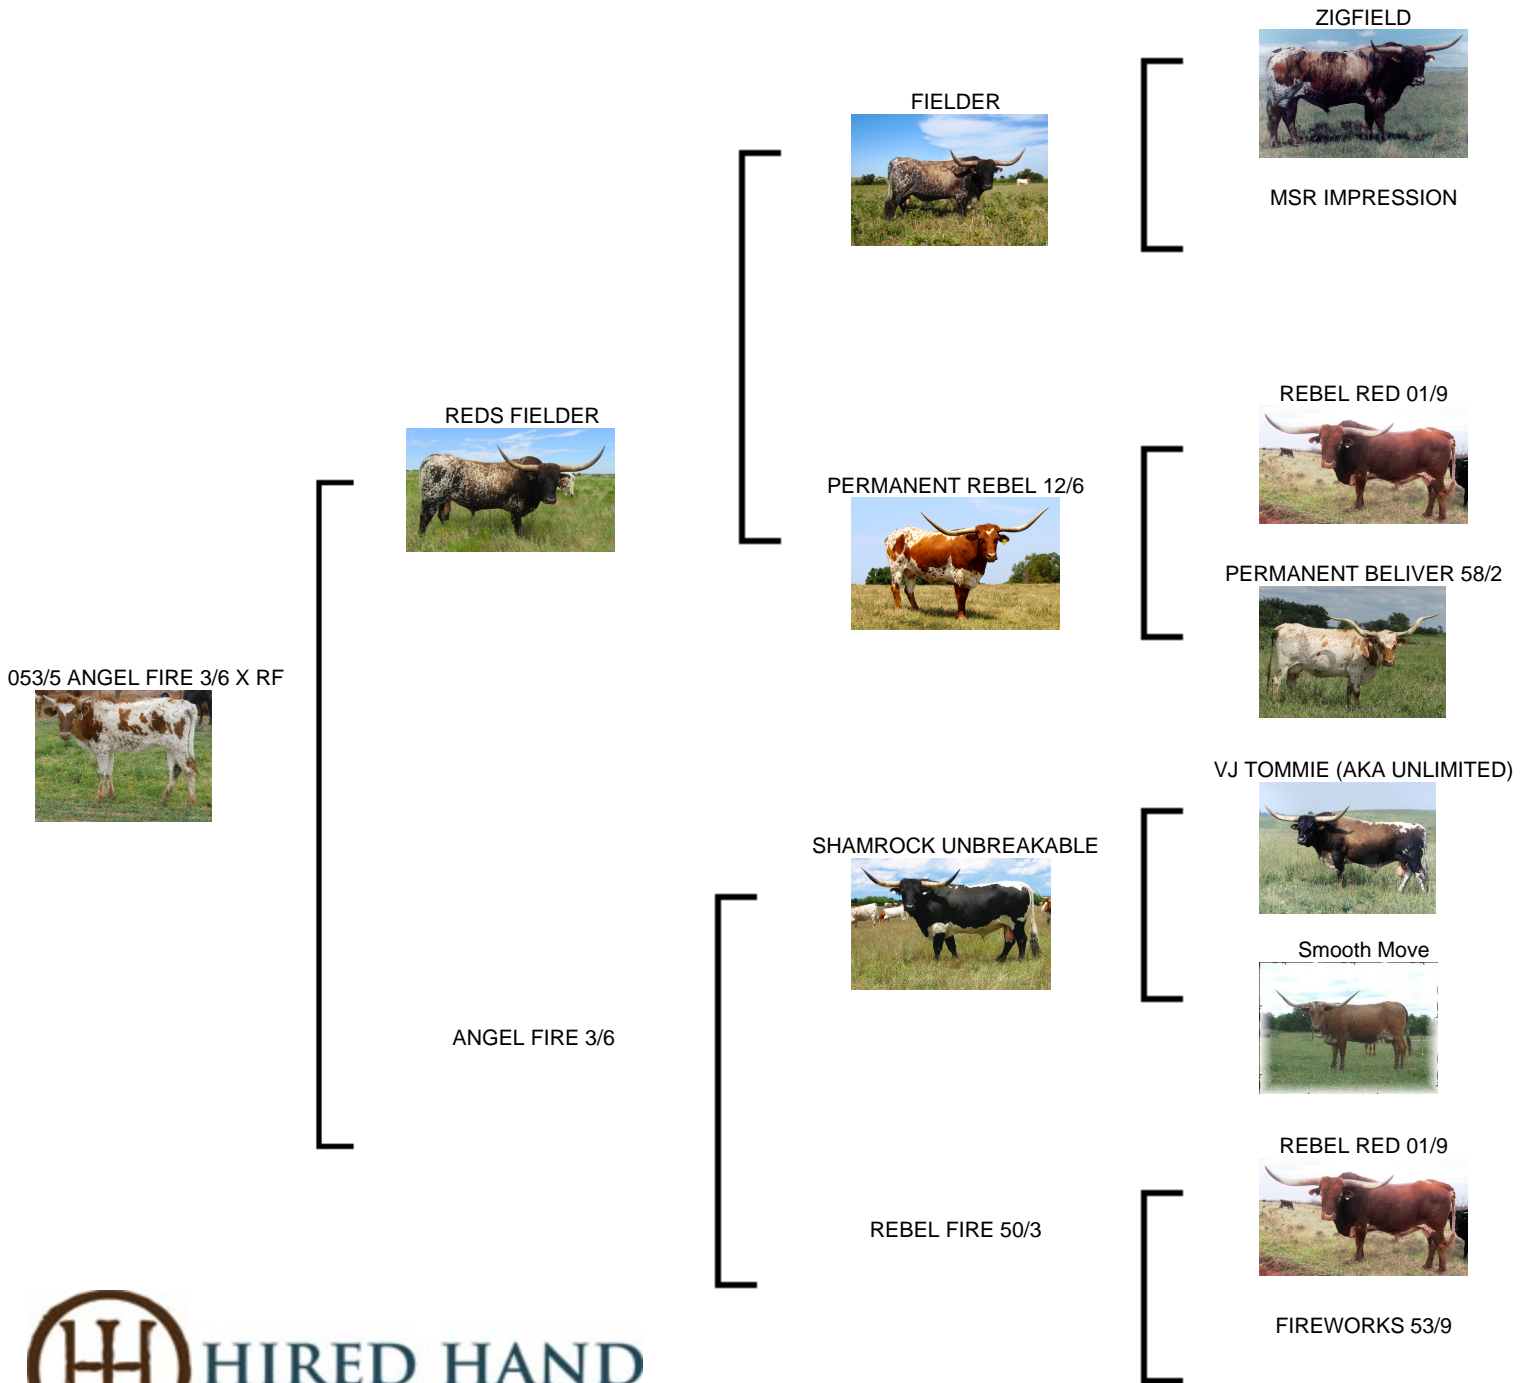 ZIGFIELD
FIELDER
MSR IMPRESSION
REBEL RED 01/9
REDS FIELDER
PERMANENT REBEL 12/6
PERMANENT BELIVER 58/2
053/5 ANGEL FIRE 3/6 X RF
VJ TOMMIE (AKA UNLIMITED)
SHAMROCK UNBREAKABLE
Smooth Move
ANGEL FIRE 3/6
REBEL RED 01/9
REBEL FIRE 50/3
FIREWORKS 53/9
HIRED HAND